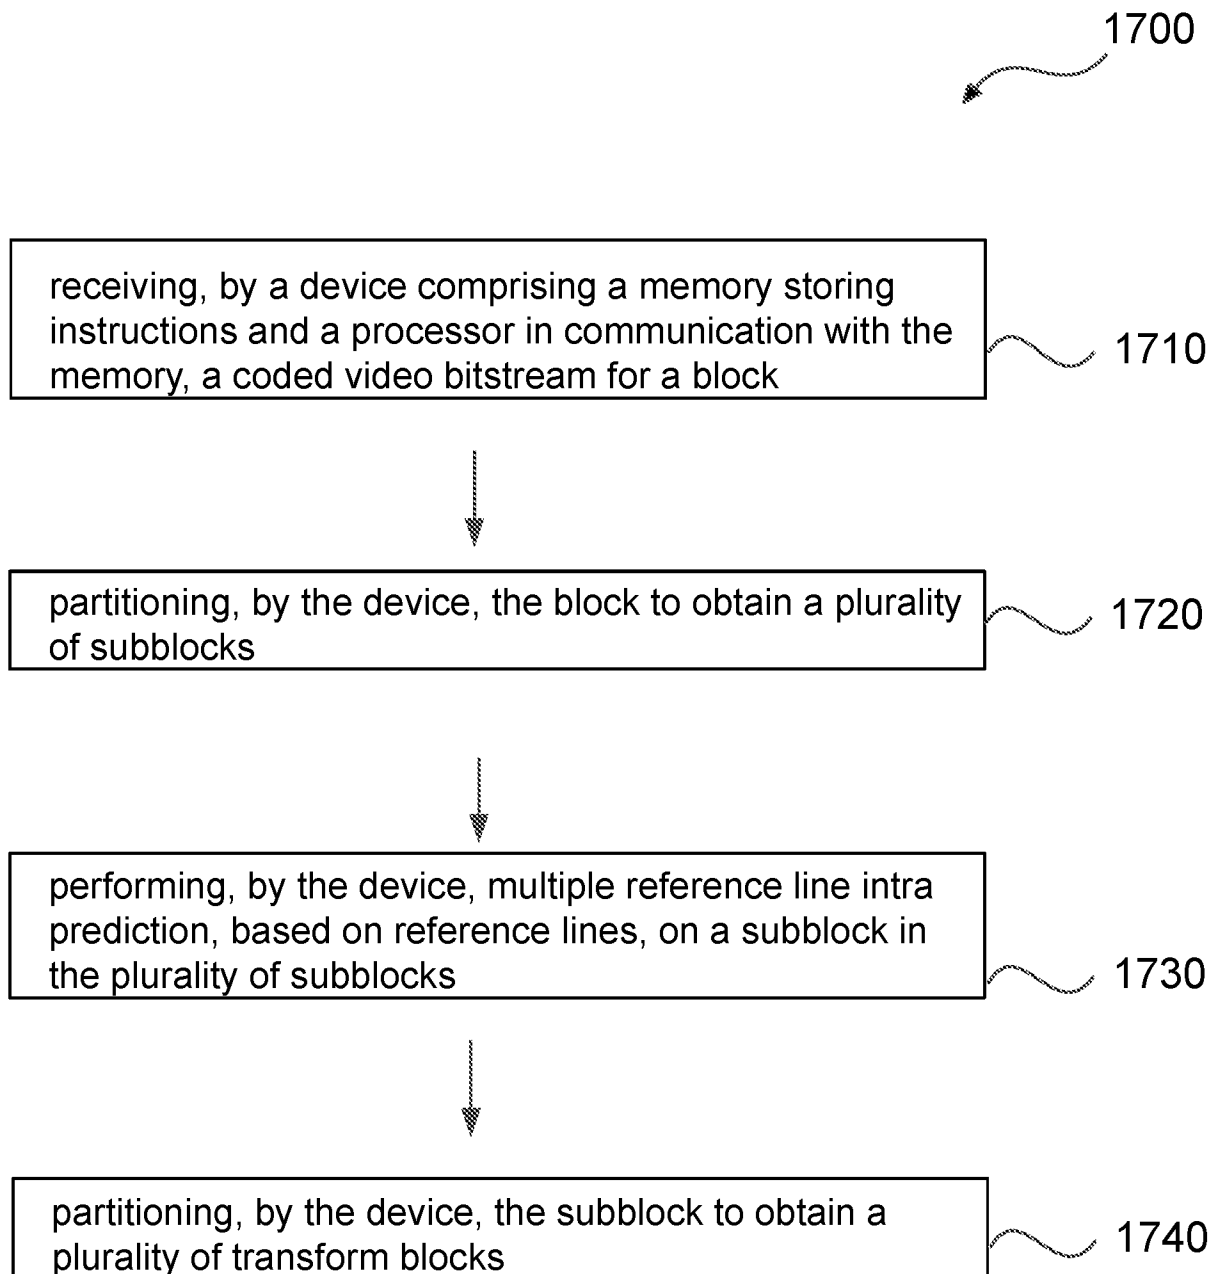 1700
receiving, by a device comprising a memory storing
instructions and a processor in communication with the
memory, a coded video bitstream for a block
1710
partitioning, by the device, the block to obtain a plurality
of subblocks
1720
performing, by the device, multiple reference line intra
prediction, based on reference lines, on a subblock in
the plurality of subblocks
1730
partitioning, by the device, the subblock to obtain a
plurality of transform blocks
1740